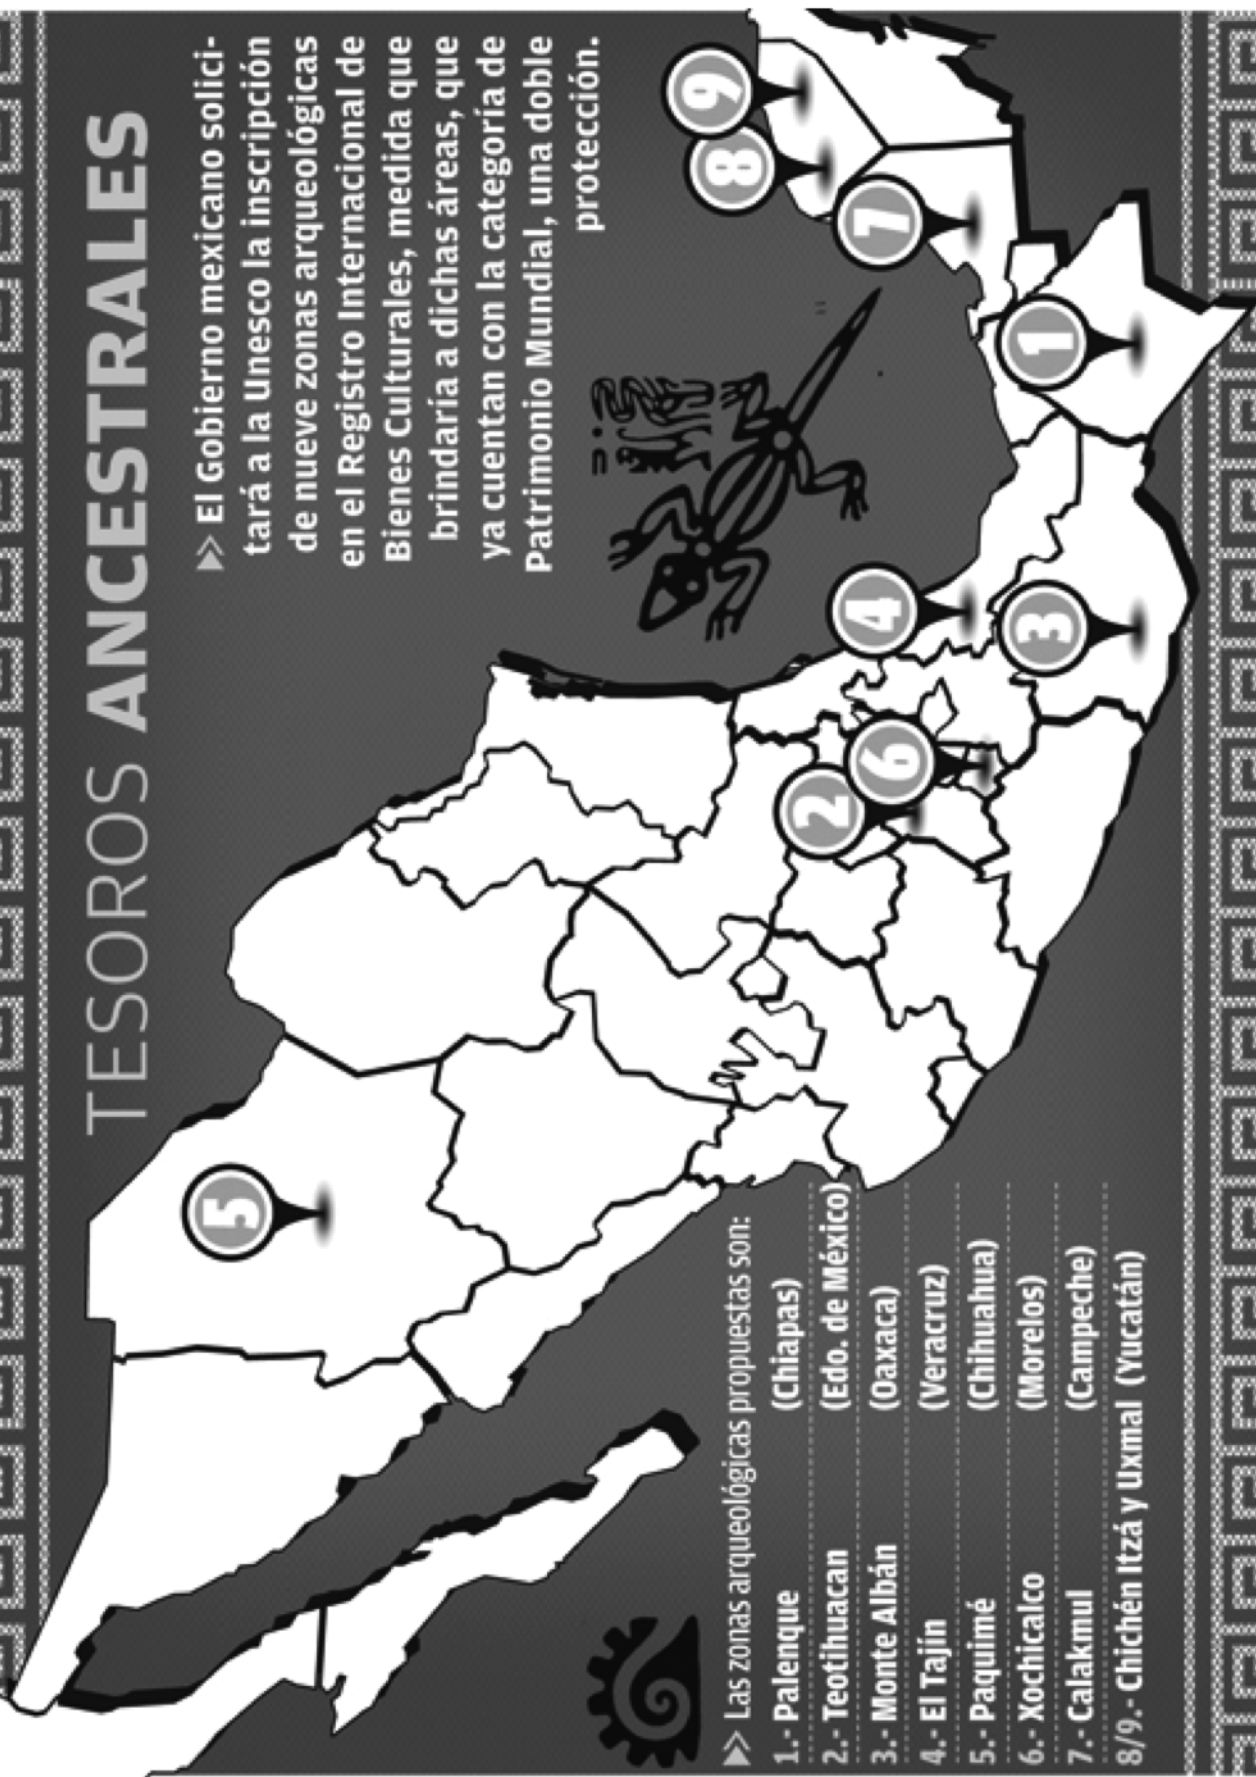 TESOROS ANCESTRALES
El Gobierno mexicano solici-
tará a la Unesco la inscripción
de nueve zonas arqueológicas
en el Registro Internacional de
Bienes Culturales, medida que
brindaría a dichas áreas, que
ya cuentan con la categoría de
Patrimonio Mundial, una doble
protección.
5
2
6
4
3
1
7
8
9
Las zonas arqueológicas propuestas son:
1.- Palenque (Chiapas)
2.- Teotihuacan (Edo. de México)
3.- Monte Albán (Oaxaca)
4.- El Tajín (Veracruz)
5.- Paquimé (Chihuahua)
6.- Xochicalco (Morelos)
7.- Calakmul (Campeche)
8/9.- Chichén Itzá y Uxmal (Yucatán)